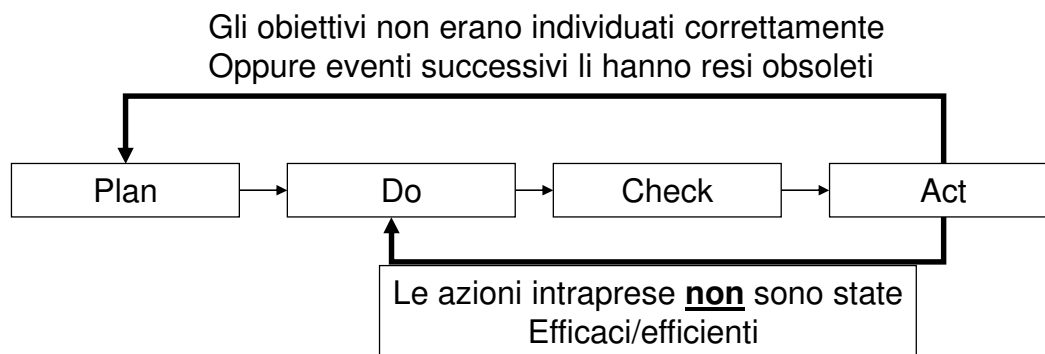 Gli obiettivi non erano individuati correttamente
Oppure eventi successivi li hanno resi obsoleti
Plan
Do
Check
Act
Le azioni intraprese non sono state
Efficaci/efficienti